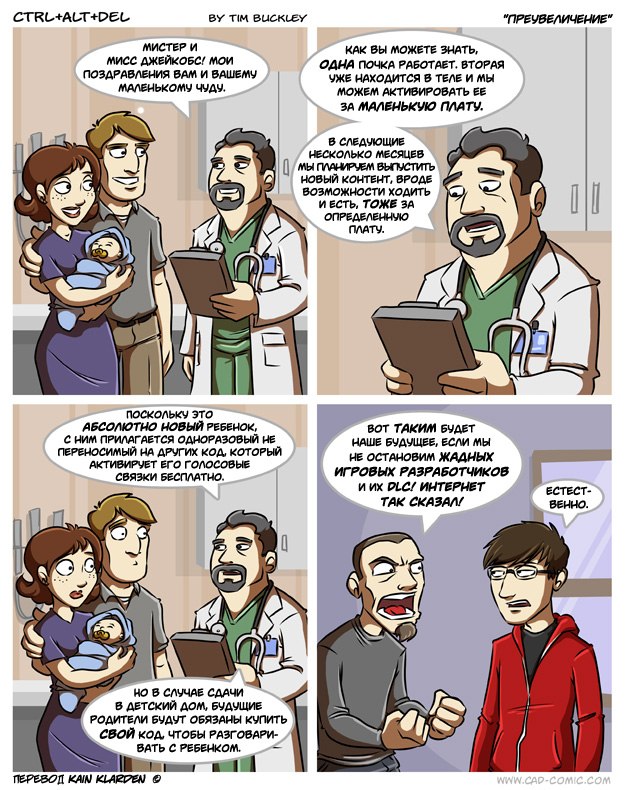 CTRL+ALT+DEL
BY TIM BUCKLEY
"ПРЕУВЕЛИЧЕНИЕ"
МИСТЕР И
МИСС ДЖЕЙКОБС! МОИ
ПОЗДРАВЛЕНИЯ ВАМ И ВАШЕМУ
МАЛЕНЬКОМУ ЧУДУ.
КАК ВЫ МОЖЕТЕ ЗНАТЬ,
ОДНА ПОЧКА РАБОТАЕТ. ВТОРАЯ
УЖЕ НАХОДИТСЯ В ТЕЛЕ И МЫ
МОЖЕМ АКТИВИРОВАТЬ ЕЕ
ЗА МАЛЕНЬКУЮ ПЛАТУ.
В СЛЕДУЮЩИЕ
НЕСКОЛЬКО МЕСЯЦЕВ
МЫ ПЛАНИРУЕМ ВЫПУСТИТЬ
НОВЫЙ КОНТЕНТ, ВРОДЕ
ВОЗМОЖНОСТИ ХОДИТЬ
И ЕСТЬ, ТОЖЕ ЗА
ОПРЕДЕЛЕННУЮ
ПЛАТУ.
ПОСКОЛЬКУ ЭТО
АБСОЛЮТНО НОВЫЙ РЕБЕНОК,
С НИМ ПРИЛАГАЕТСЯ ОДНОРАЗОВЫЙ НЕ
ПЕРЕНОСИМЫЙ НА ДРУГИХ КОД, КОТОРЫЙ
АКТИВИРУЕТ ЕГО ГОЛОСОВЫЕ
СВЯЗКИ БЕСПЛАТНО.
НО В СЛУЧАЕ СДАЧИ
В ДЕТСКИЙ ДОМ, БУДУЩИЕ
РОДИТЕЛИ БУДУТ ОБЯЗАНЫ КУПИТЬ
СВОЙ КОД, ЧТОБЫ РАЗГОВАРИ-
ВАТЬ С РЕБЕНКОМ.
ВОТ ТАКИМ БУДЕТ
НАШЕ БУДУЩЕЕ, ЕСЛИ МЫ
НЕ ОСТАНОВИМ ЖАДНЫХ
ИГРОВЫХ РАЗРАБОТЧИКОВ
И ИХ DLC! ИНТЕРНЕТ
ТАК СКАЗАЛ!
ЕСТЕСТ-
ВЕННО.
ПЕРЕВОД KAIN KLARDEN ©
WWW.CAD-COMIC.COM